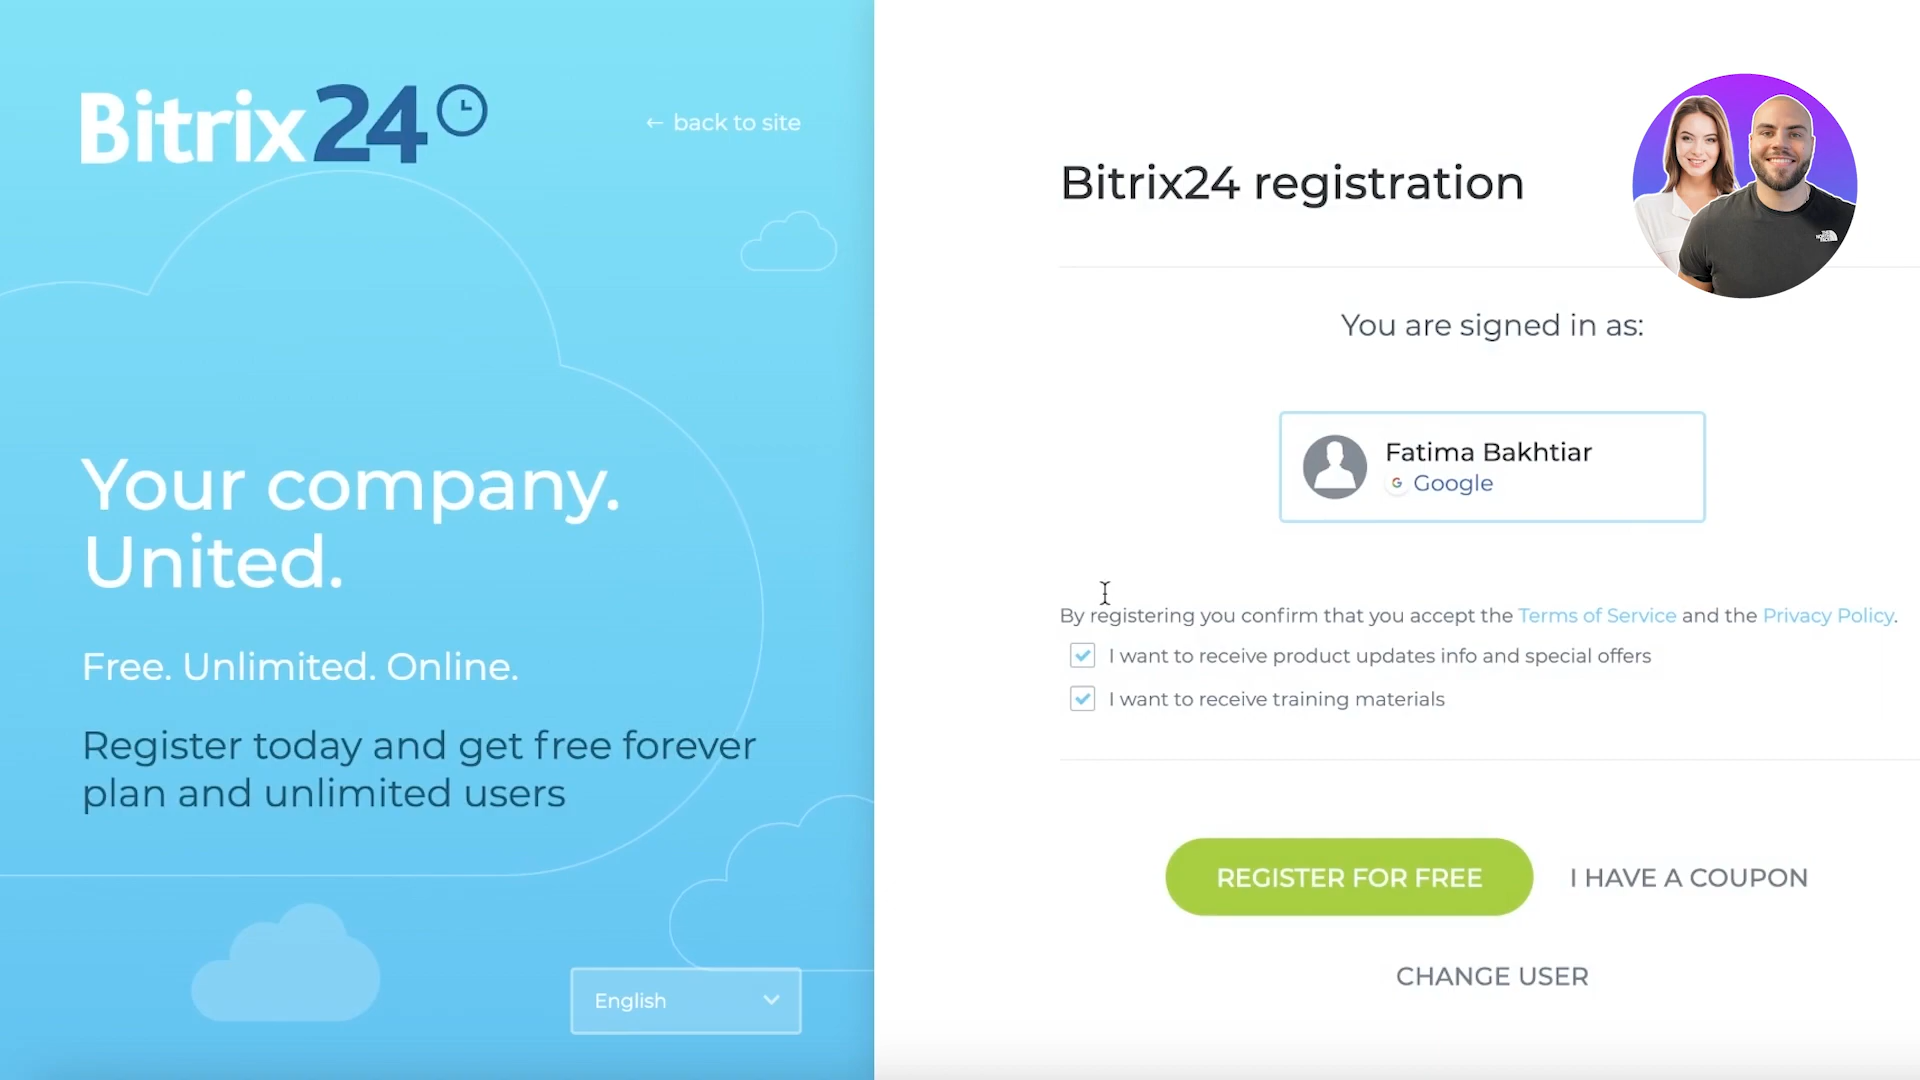 Bitrix24
← back to site
Your company.
United.
Free. Unlimited. Online.
Register today and get free forever
plan and unlimited users
English
Bitrix24 registration
THE NORTH FACE
You are signed in as:
Fatima Bakhtiar
G Google
By registering you confirm that you accept the Terms of Service and the Privacy Policy.
I want to receive product updates info and special offers
I want to receive training materials
REGISTER FOR FREE
I HAVE A COUPON
CHANGE USER